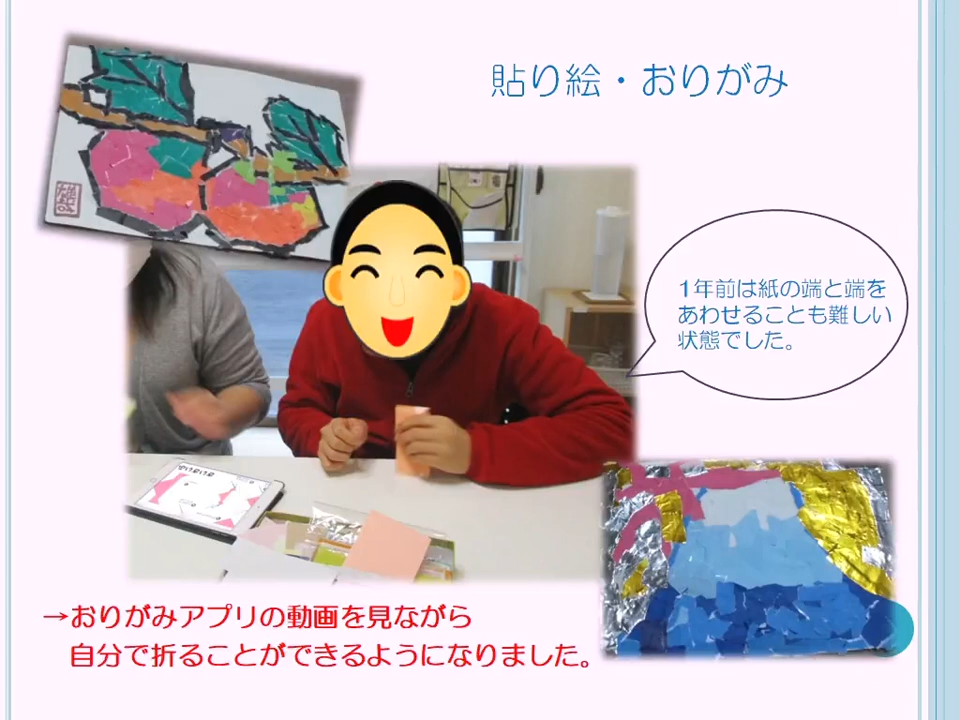 貼り絵・おりがみ
1年前は紙の端と端を
あわせることも難しい
状態でした。
→おりがみアプリの動画を見ながら
自分で折ることができるようになりました。